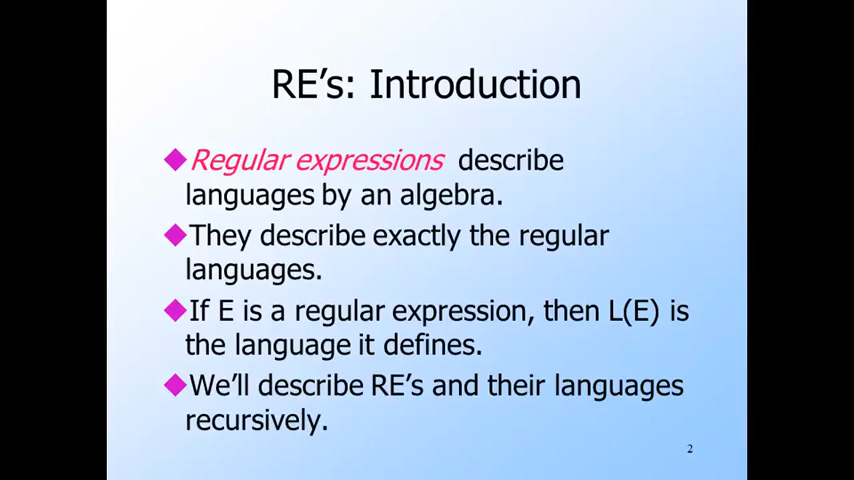 RE’s: Introduction
Regular expressions describe
languages by an algebra.
They describe exactly the regular
languages.
If E is a regular expression, then L(E) is
the language it defines.
We’ll describe RE’s and their languages
recursively.
2